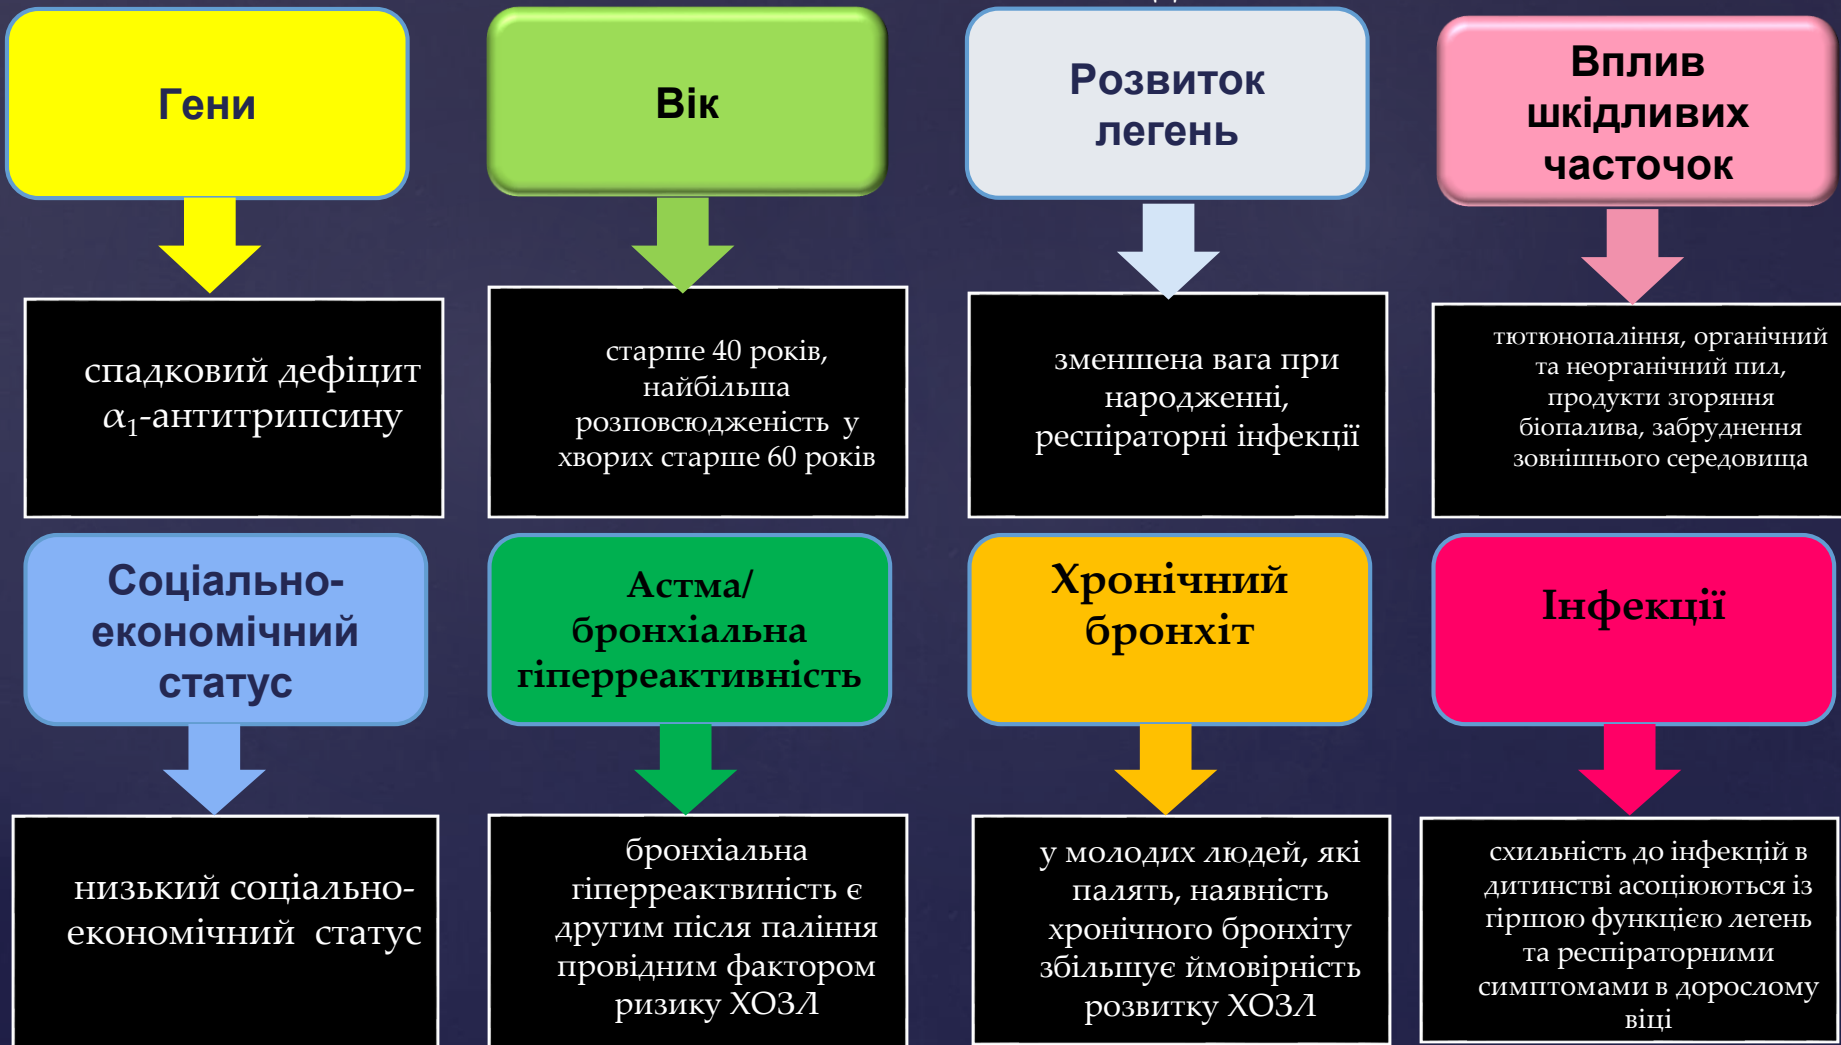 Гени
Вік
Розвиток
легень
Вплив
шкідливих
часточок
спадковий дефіцит
α₁-антитрипсину
старше 40 років,
найбільша
розповсюдженість у
хворих старше 60 років
зменшена вага при
народженні,
респіраторні інфекції
тютюнопаління, органічний
та неорганічний пил,
продукти згоряння
біопалива, забруднення
зовнішнього середовища
Соціально-
економічний
статус
Астма/
бронхіальна
гіперреактивність
Хронічний
бронхіт
Інфекції
низький соціально-
економічний статус
бронхіальна
гіперреактвиність є
другим після паління
провідним фактором
ризику ХОЗЛ
у молодих людей, які
палять, наявність
хронічного бронхіту
збільшує ймовірність
розвитку ХОЗЛ
схильність до інфекцій в
дитинстві асоціюються із
гіршою функцією легень
та респіраторними
симптомами в дорослому
віці